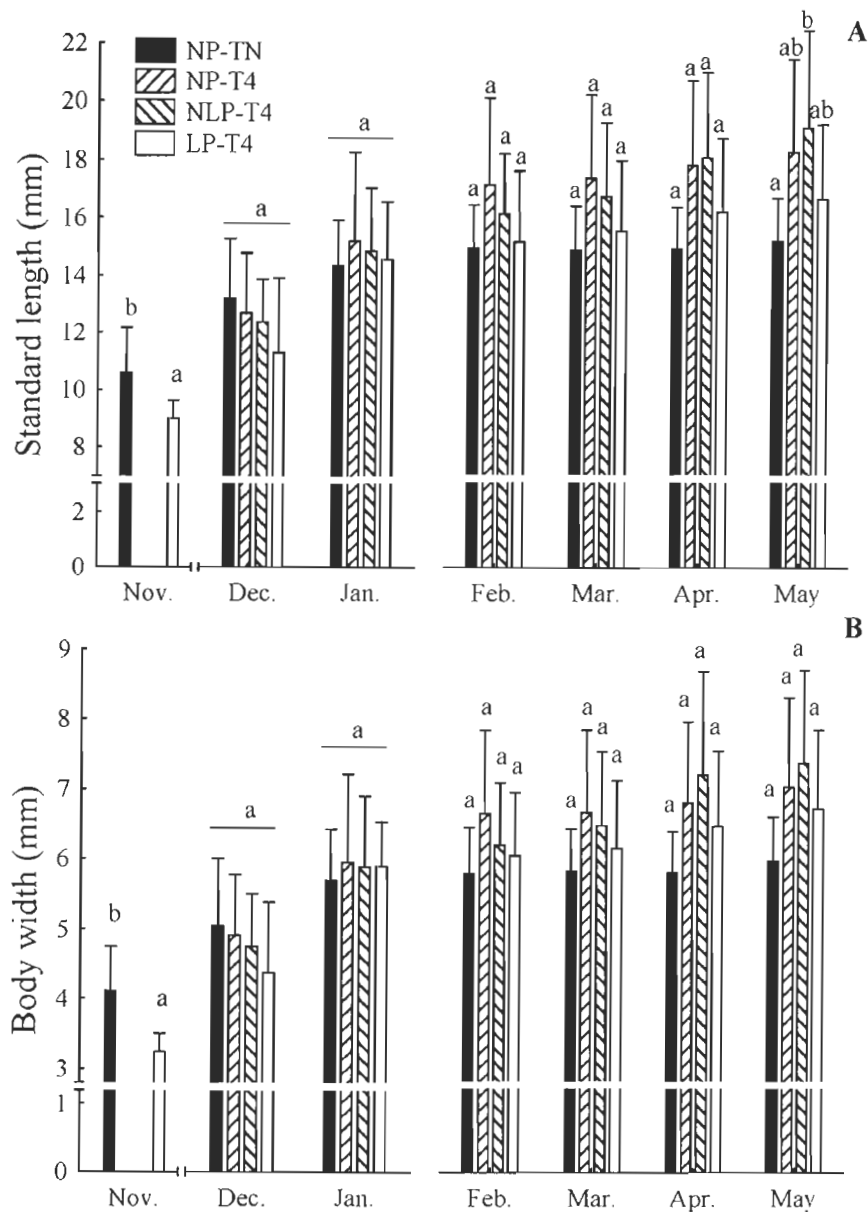 A
22
20
18
16
14
12
10
8
2
0
Standard length (mm)
NP-TN
NP-T4
NLP-T4
LP-T4
b a
a
a
a a a a
a a a a
a a a a
a ab b ab
Nov. Dec. Jan. Feb. Mar. Apr. May
B
9
8
7
6
5
4
3
1
0
Body width (mm)
b a
a
a
a a a a
a a a a
a a a a
a a a a
Nov. Dec. Jan. Feb. Mar. Apr. May